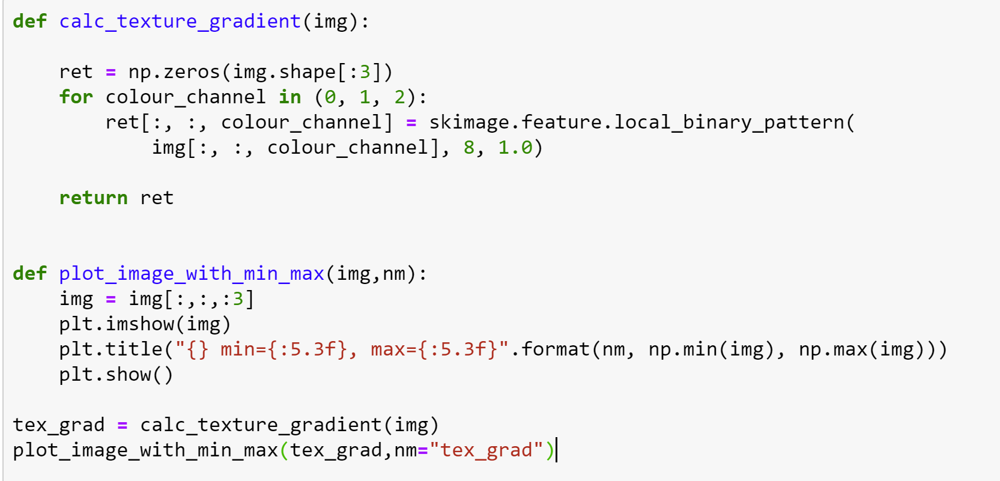 def calc_texture_gradient(img):
    ret = np.zeros(img.shape[:3])
    for colour_channel in (0, 1, 2):
        ret[:, :, colour_channel] = skimage.feature.local_binary_pattern(
            img[:, :, colour_channel], 8, 1.0)
    return ret
def plot_image_with_min_max(img,nm):
    img = img[:,:,:3]
    plt.imshow(img)
    plt.title("{} min={:5.3f}, max={:5.3f}".format(nm, np.min(img), np.max(img)))
    plt.show()
tex_grad = calc_texture_gradient(img)
plot_image_with_min_max(tex_grad,nm="tex_grad")